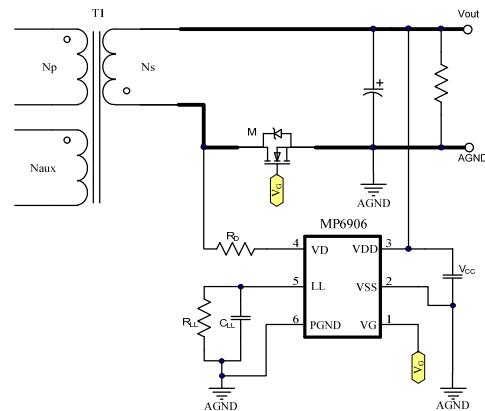 T1
Vout
Np
Ns
M
Naux
VG
AGND
AGND
MP6906
RD
4
VD
VDD
3
5
LL
VSS
2
VCC
RLL
CLL
6
PGND
VG
1
VG
AGND
AGND